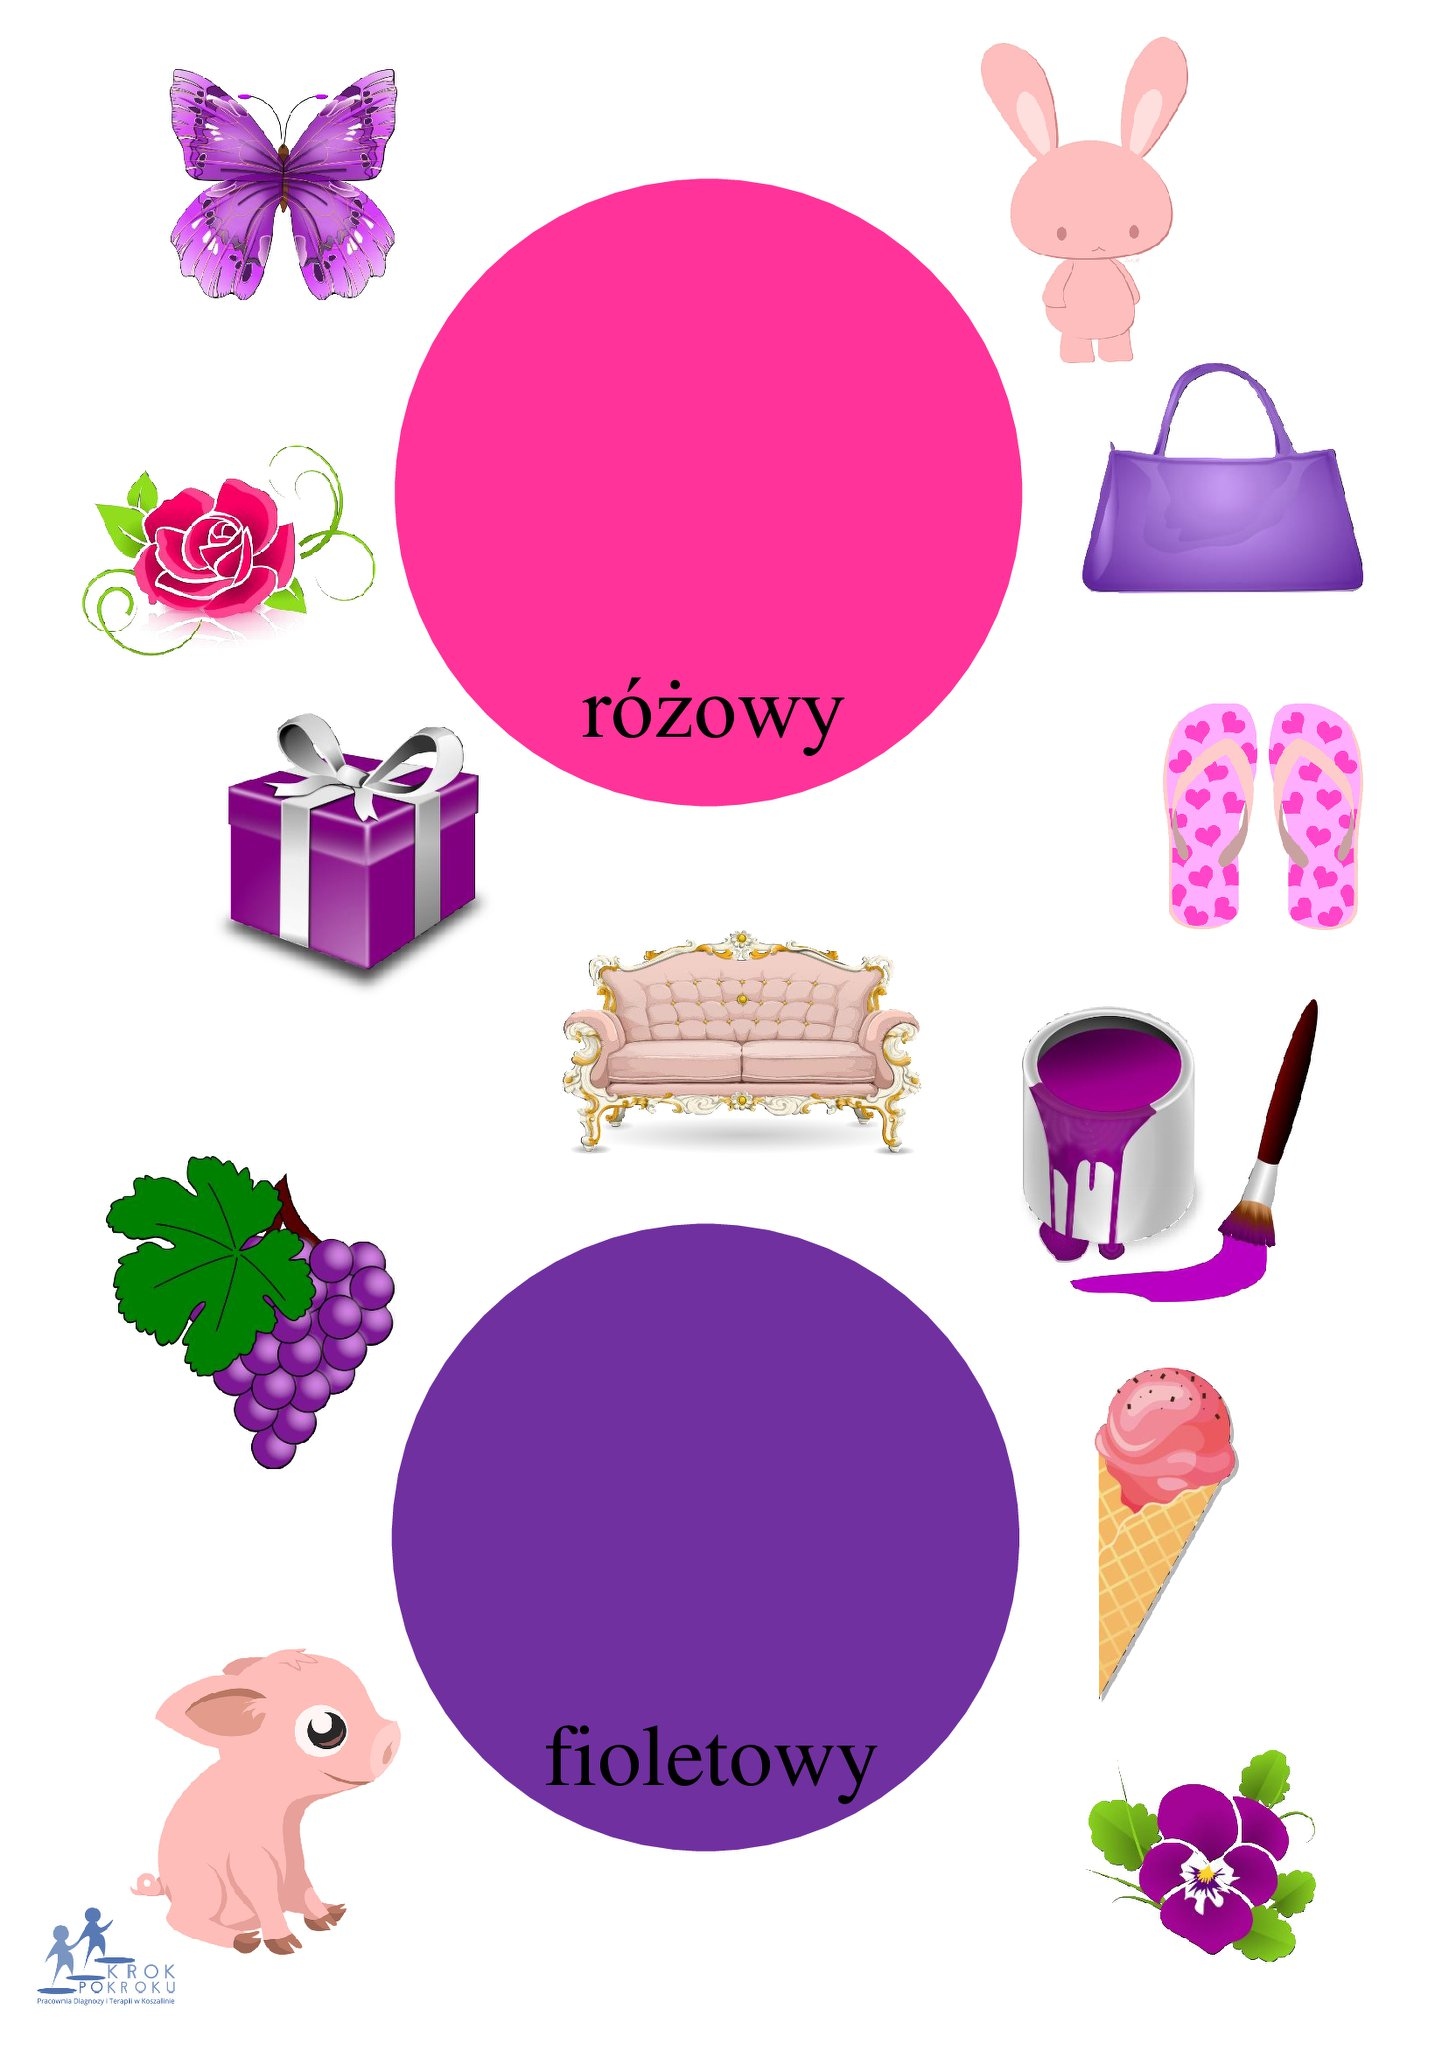 różowy
fioletowy
KROK
PO KROKU
Pracownia Diagnozy i Terapii w Koszalinie